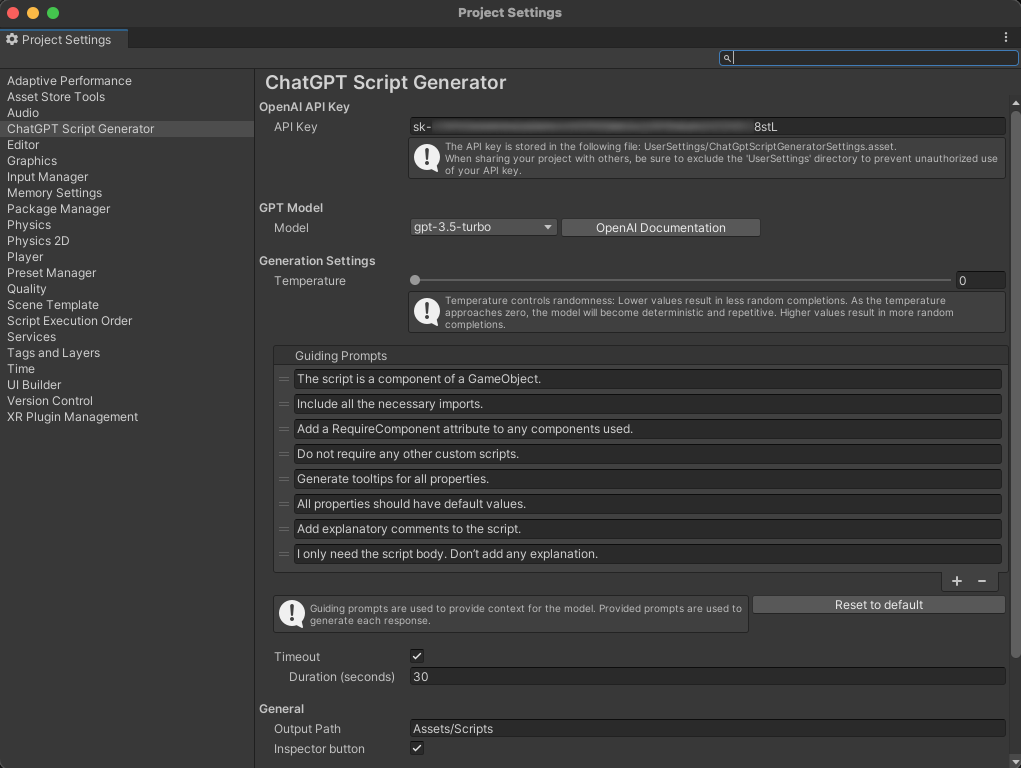 Project Settings
Project Settings
Adaptive Performance
Asset Store Tools
Audio
ChatGPT Script Generator
Editor
Graphics
Input Manager
Memory Settings
Package Manager
Physics
Physics 2D
Player
Preset Manager
Quality
Scene Template
Script Execution Order
Services
Tags and Layers
Time
UI Builder
Version Control
XR Plugin Management
ChatGPT Script Generator
OpenAI API Key
API Key sk- 8stL
The API key is stored in the following file: UserSettings/ChatGptScriptGeneratorSettings.asset.
When sharing your project with others, be sure to exclude the 'UserSettings' directory to prevent unauthorized use
of your API key.
GPT Model
Model gpt-3.5-turbo OpenAI Documentation
Generation Settings
Temperature 0
Temperature controls randomness: Lower values result in less random completions. As the temperature
approaches zero, the model will become deterministic and repetitive. Higher values result in more random
completions.
Guiding Prompts
The script is a component of a GameObject.
Include all the necessary imports.
Add a RequireComponent attribute to any components used.
Do not require any other custom scripts.
Generate tooltips for all properties.
All properties should have default values.
Add explanatory comments to the script.
I only need the script body. Don’t add any explanation.
+ −
Guiding prompts are used to provide context for the model. Provided prompts are used to
generate each response.
Reset to default
Timeout
Duration (seconds) 30
General
Output Path Assets/Scripts
Inspector button